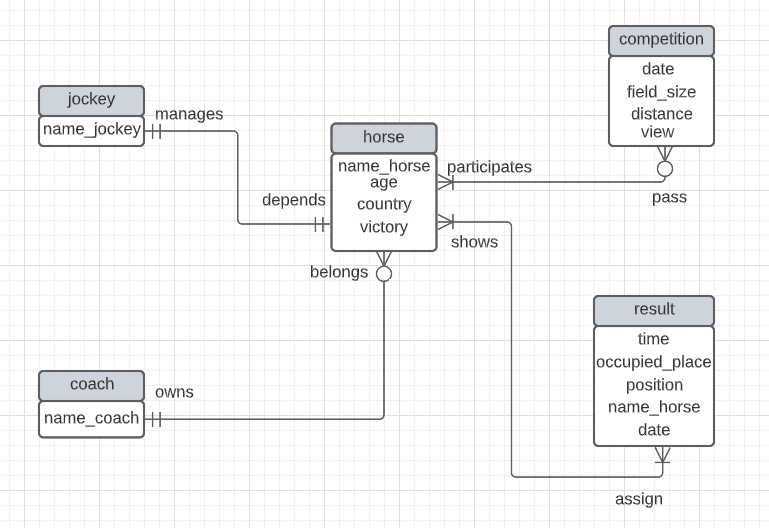 competition
date
field_size
distance
view
jockey
name_jockey
manages
horse
name_horse
age
country
victory
participates
depends
pass
shows
belongs
result
time
occupied_place
position
name_horse
date
coach
name_coach
owns
assign